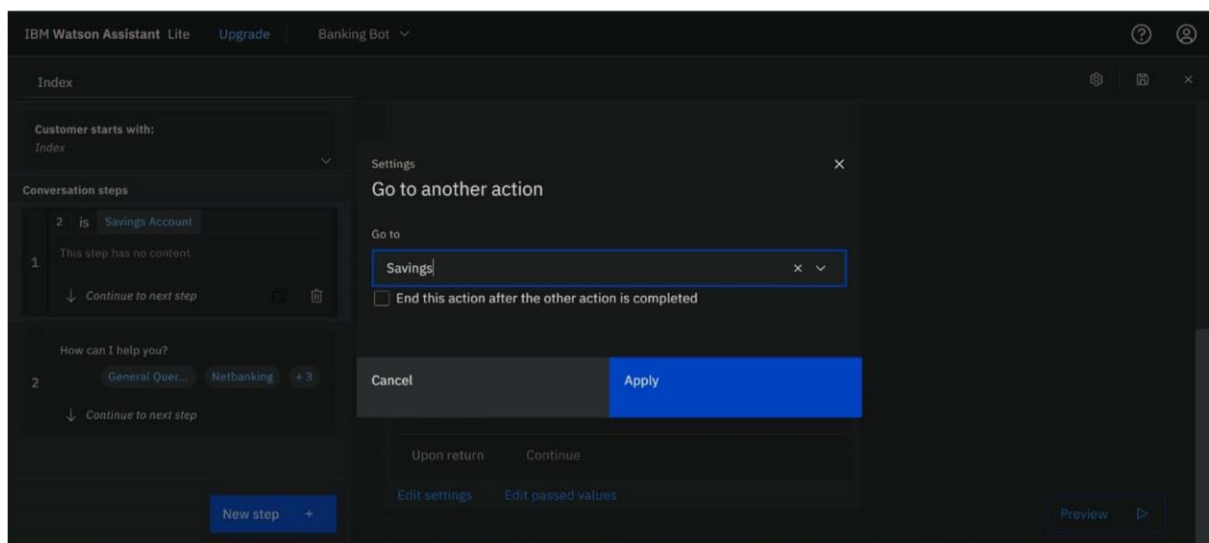 IBM Watson Assistant Lite Upgrade Banking Bot
Index
Customer starts with:
Index
Conversation steps
2 is Savings Account
1
This step has no content
Continue to next step
How can I help you?
2
General Quer... Netbanking +3
Continue to next step
New step +
Settings
Go to another action
Go to
Savings
End this action after the other action is completed
Cancel Apply
Upon return Continue
Edit settings Edit passed values
Preview